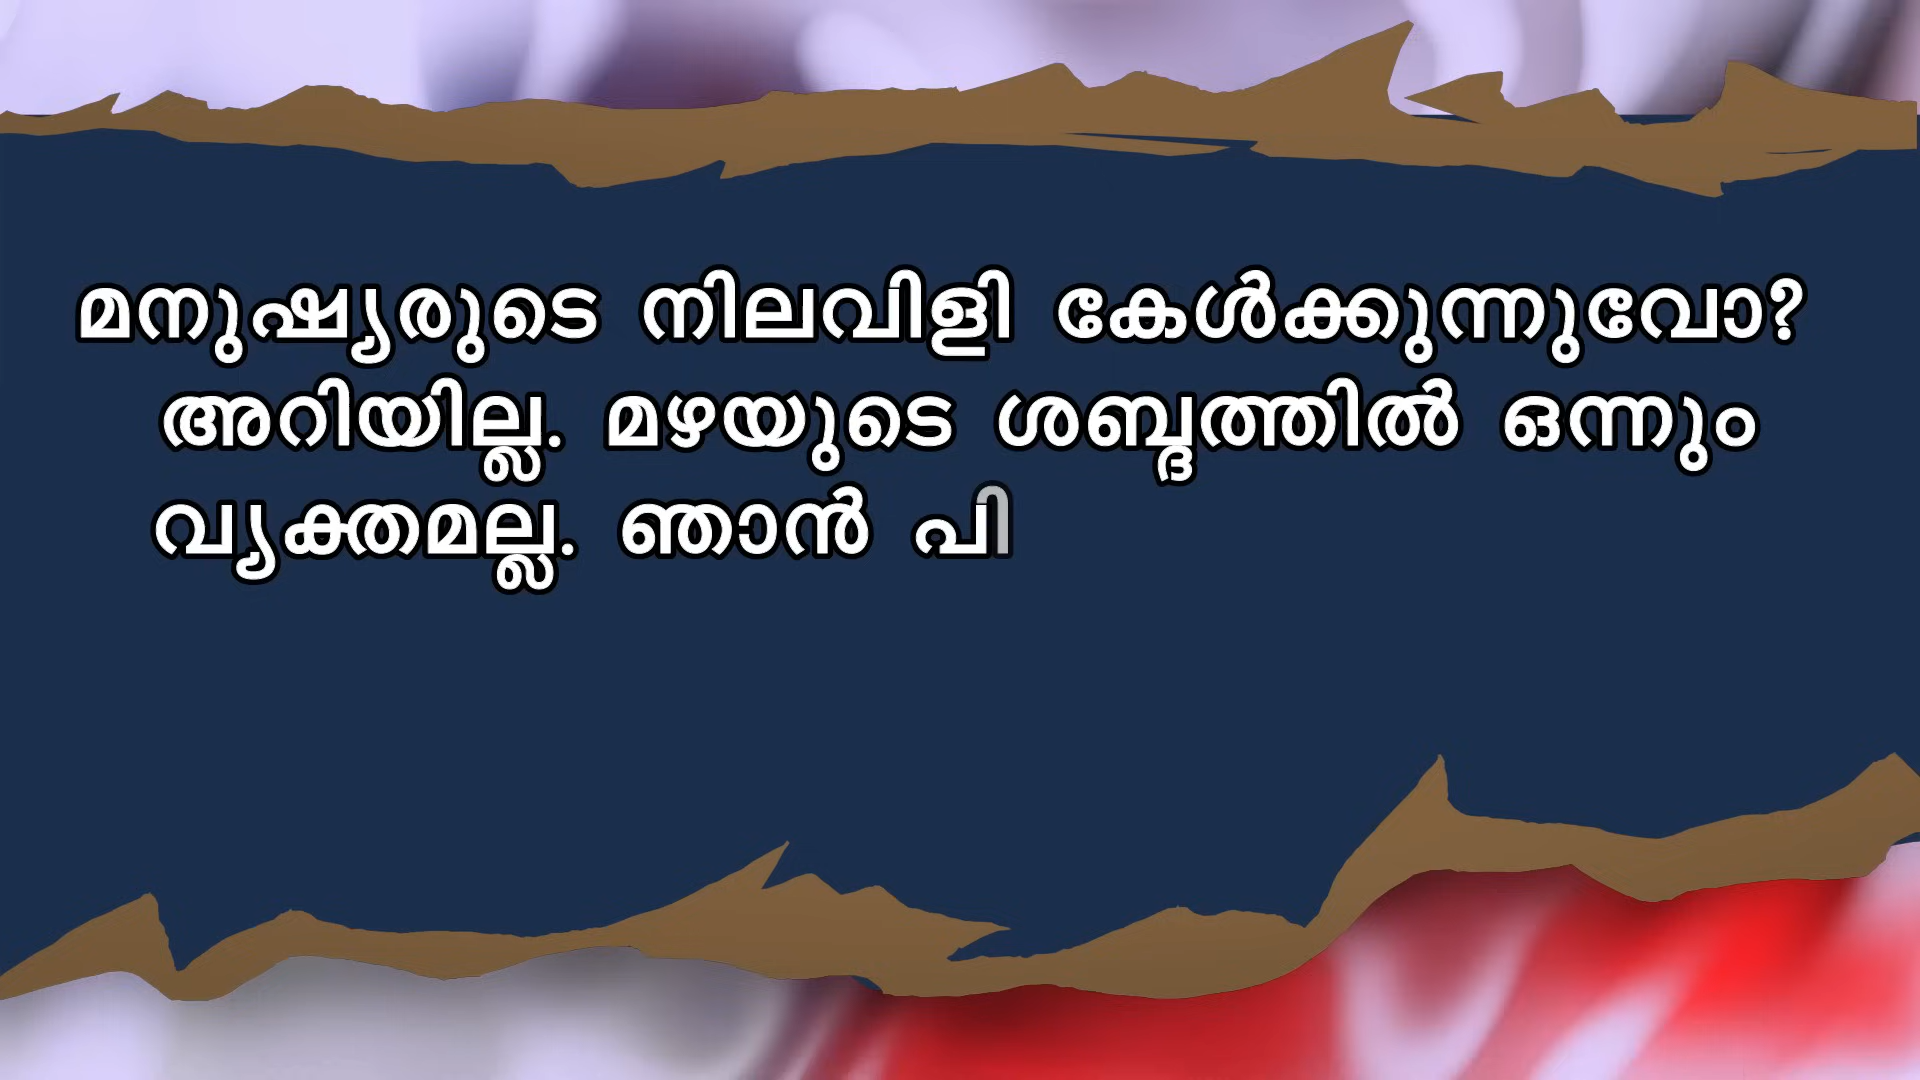 മനുഷ്യരുടെ നിലവിളി കേൾക്കുന്നുവോ?
അറിയില്ല. മഴയുടെ ശബ്ദത്തിൽ ഒന്നും
വ്യക്തമല്ല. ഞാൻ പി